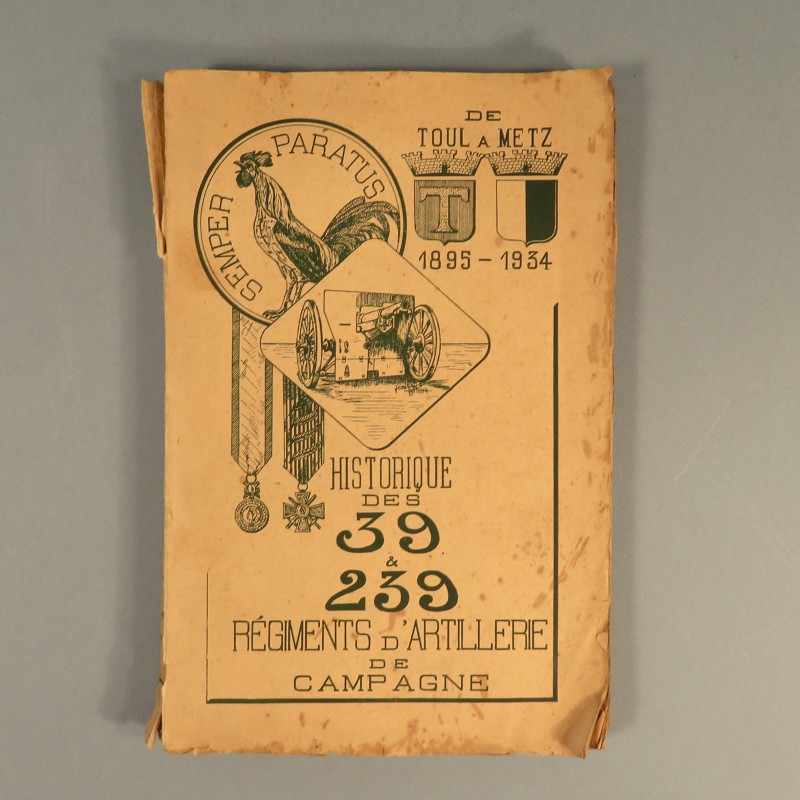 SEMPER PARATUS
DE
TOUL A METZ
T
1895 - 1934
HISTORIQUE
DES
39
&
239
RÉGIMENTS D'ARTILLERIE
DE
CAMPAGNE